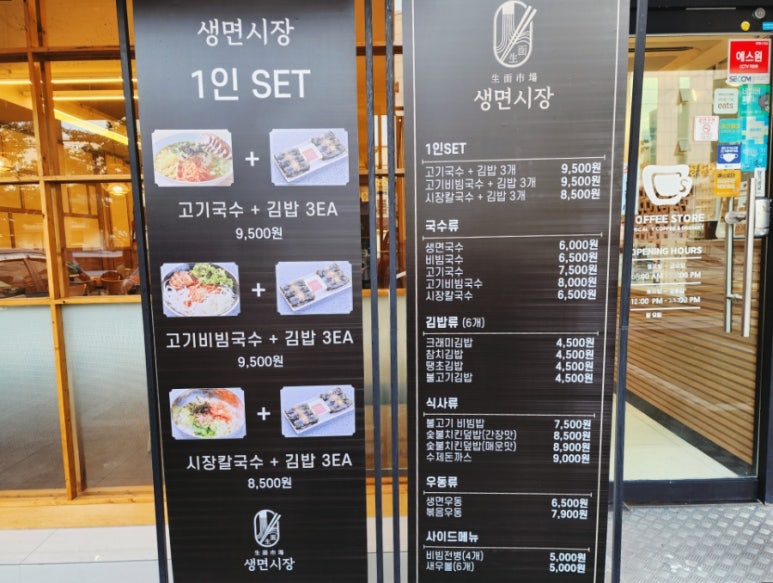 생면시장
1인 SET
+
고기국수 + 김밥 3EA
9,500원
+
고기비빔국수 + 김밥 3EA
9,500원
+
시장칼국수 + 김밥 3EA
8,500원
生面市場
생면시장
生面
生面市場
생면시장
1인SET
고기국수 + 김밥 3개 9,500원
고기비빔국수 + 김밥 3개 9,500원
시장칼국수 + 김밥 3개 8,500원
국수류
생면국수 6,000원
비빔국수 6,500원
고기국수 7,500원
고기비빔국수 8,000원
시장칼국수 6,500원
김밥류 (6개)
크래미김밥 4,500원
참치김밥 4,500원
땡초김밥 4,500원
불고기김밥 4,500원
식사류
불고기 비빔밥 7,500원
숯불치킨덮밥(간장맛) 8,500원
숯불치킨덮밥(매운맛) 8,900원
수제돈까스 9,000원
우동류
생면우동 6,500원
볶음우동 7,900원
사이드메뉴
비빔전병(4개) 5,000원
새우볼(6개) 5,000원
에스원
SECOM
eats
COFFEE STORE
OPENING HOURS